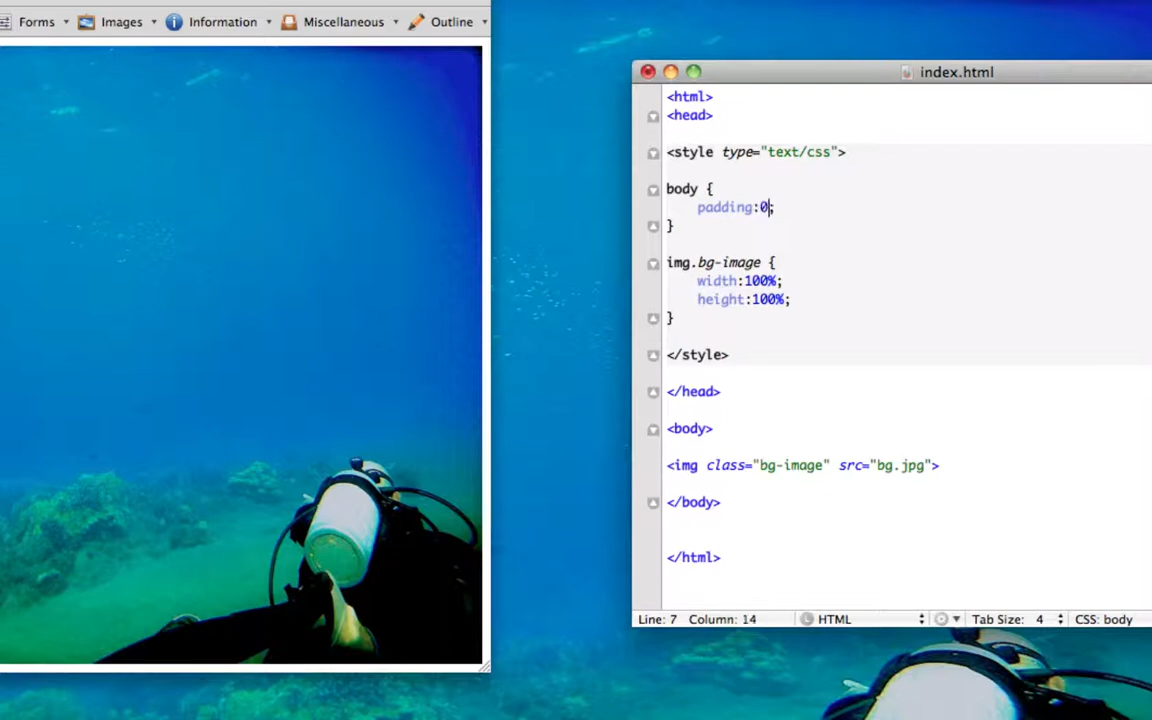 Forms Images Information Miscellaneous Outline
index.html
<html>
<head>
<style type="text/css">
body {
padding:0;
}
img.bg-image {
width:100%;
height:100%;
}
</style>
</head>
<body>
<img class="bg-image" src="bg.jpg">
</body>
</html>
Line: 7 Column: 14 HTML Tab Size: 4 CSS: body